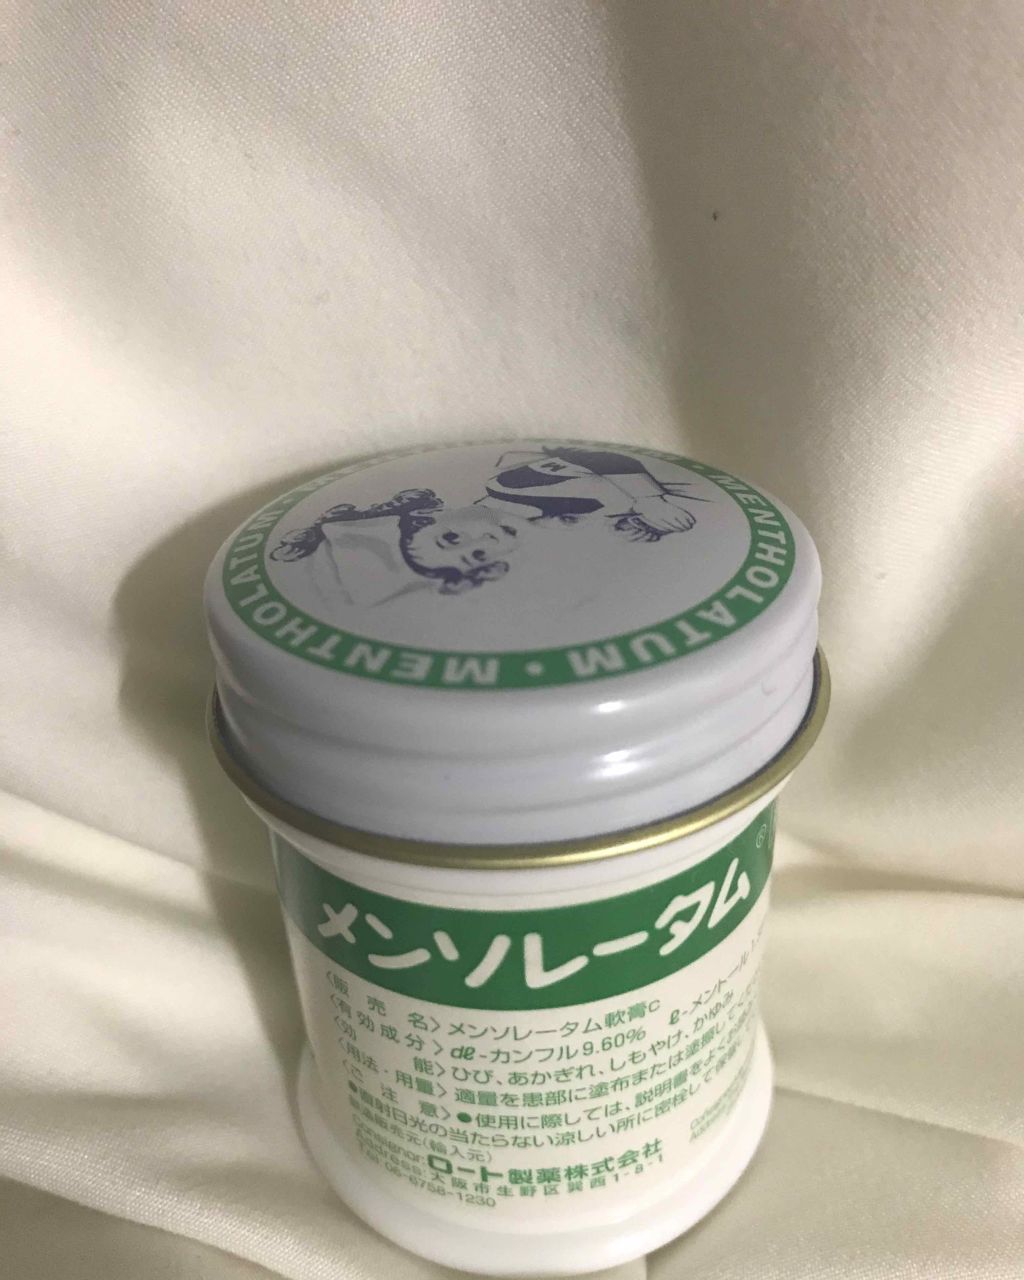 MENTHOLATUM • MENTHOLATUM
M
メンソレータム®
〈販売名〉メンソレータム軟膏c
〈有効成分〉dℓ-カンフル9.60% ℓ-メントール
〈効能〉ひび、あかぎれ、しもやけ、かゆみ
〈用法・用量〉適量を患部に塗布または塗擦して
〈ご注意〉●使用に際しては、説明書をよくお読み
●直射日光の当たらない涼しい所に密栓して保管し
発売元(輸入元)
Consignor: ロート製薬株式会社
Address: 大阪市生野区巽西1-8-1
Tel: 06-6758-1230